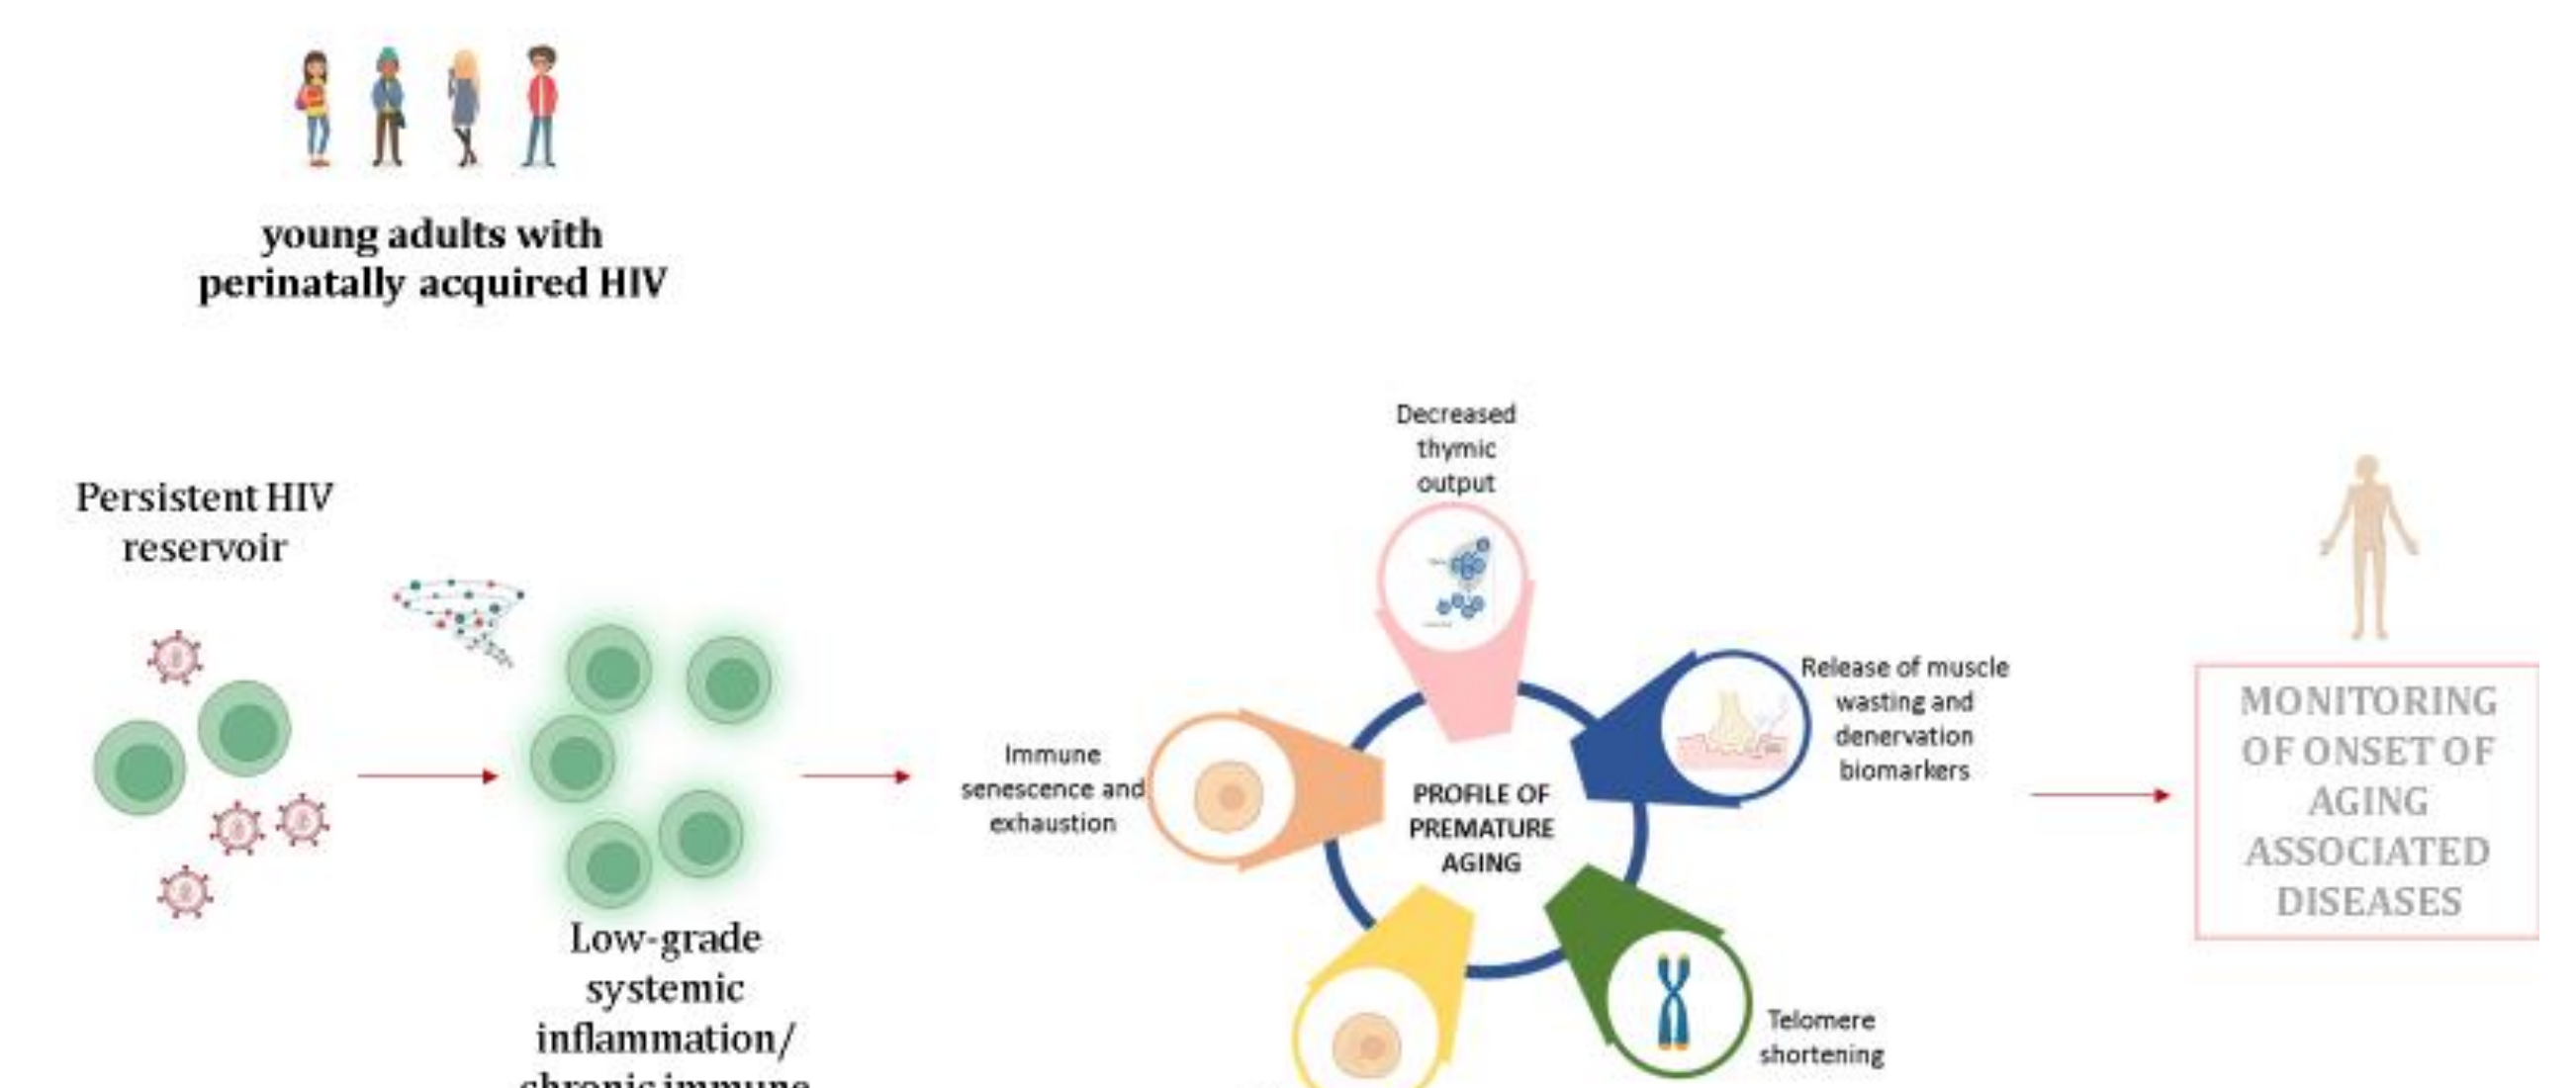 young adults with
perinatally acquired HIV
Persistent HIV
reservoir
Low-grade
systemic
inflammation/
chronic immune
Decreased
thymic
output
Immune
senescence and
exhaustion
PROFILE OF
PREMATURE
AGING
Release of muscle
wasting and
denervation
biomarkers
Telomere
shortening
MONITORING
OF ONSET OF
AGING
ASSOCIATED
DISEASES